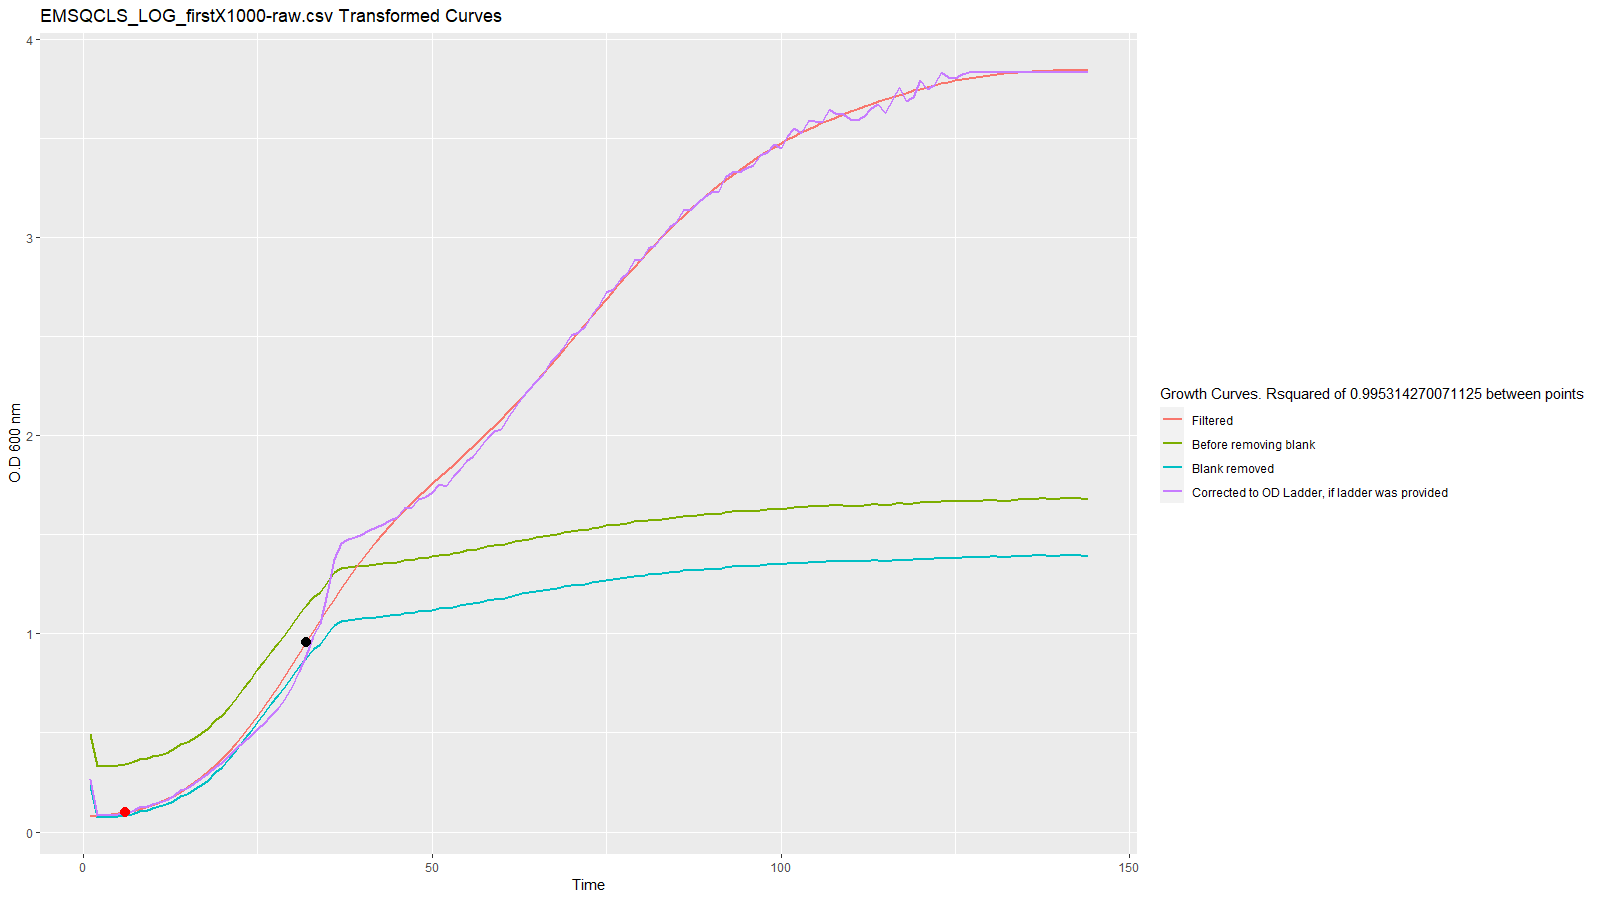 EMSQCLS_LOG_firstX1000-raw.csv Transformed Curves
4
3
2
1
0
O.D 600 nm
0 50 100 150
Time
Growth Curves. Rsquared of 0.995314270071125 between points
Filtered
Before removing blank
Blank removed
Corrected to OD Ladder, if ladder was provided